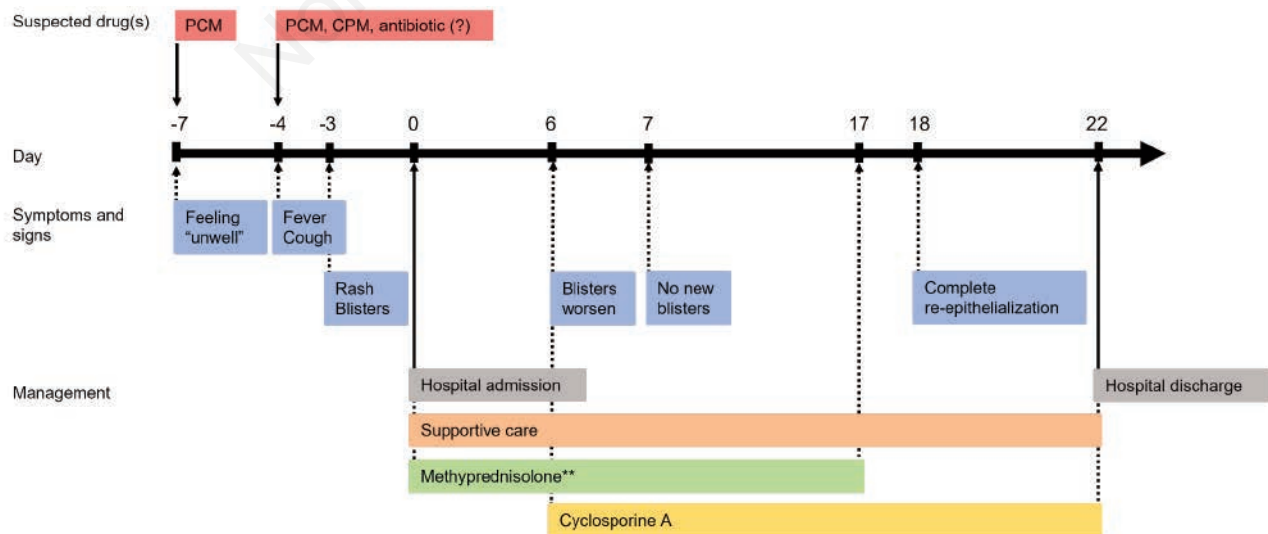 Suspected drug(s)
PCM
PCM, CPM, antibiotic (?)
-7
-4
-3
0
6
7
17
18
22
Day
Symptoms and
signs
Feeling
“unwell”
Fever
Cough
Rash
Blisters
Blisters
worsen
No new
blisters
Complete
re-epithelialization
Management
Hospital admission
Hospital discharge
Supportive care
Methyprednisolone**
Cyclosporine A